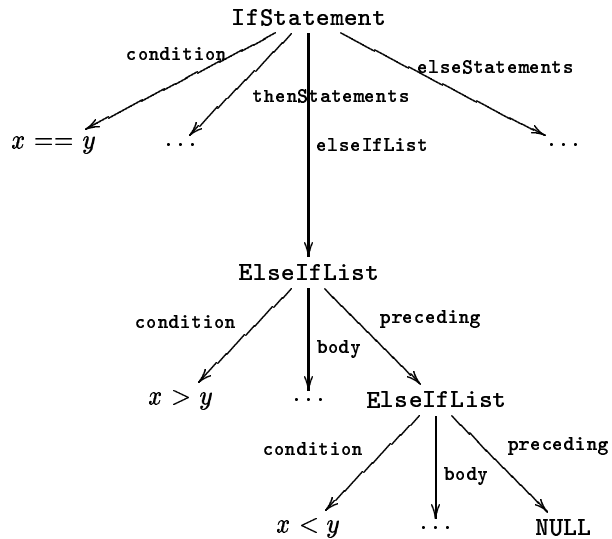 IfStatement
condition
elseStatements
thenStatements
x == y
...
elseIfList
...
ElseIfList
condition
preceding
body
x > y
...
ElseIfList
condition
preceding
body
x < y
...
NULL